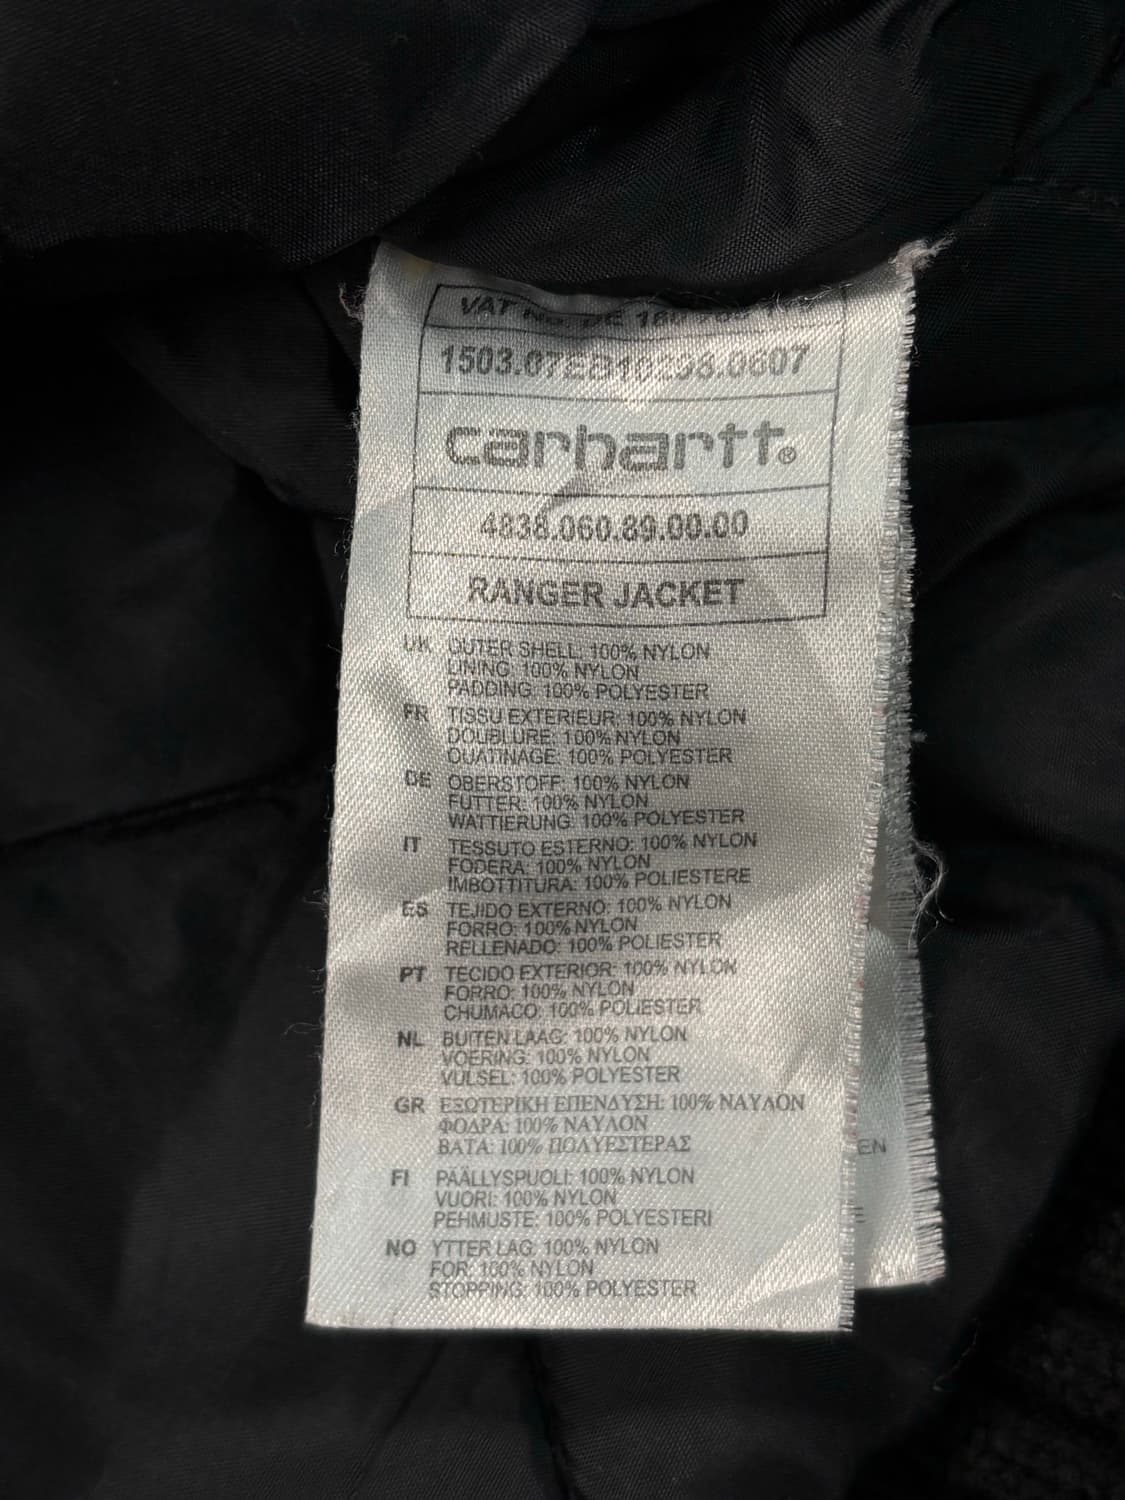 VAT No. DE
1503.07EB10238.0607
carhartt®
4838.060.89.00.00
RANGER JACKET
UK OUTER SHELL: 100% NYLON
LINING: 100% NYLON
PADDING: 100% POLYESTER
FR TISSU EXTERIEUR: 100% NYLON
DOUBLURE: 100% NYLON
OUATINAGE: 100% POLYESTER
DE OBERSTOFF: 100% NYLON
FUTTER: 100% NYLON
WATTIERUNG: 100% POLYESTER
IT TESSUTO ESTERNO: 100% NYLON
FODERA: 100% NYLON
IMBOTTITURA: 100% POLIESTERE
ES TEJIDO EXTERNO: 100% NYLON
FORRO: 100% NYLON
RELLENADO: 100% POLIESTER
PT TECIDO EXTERIOR: 100% NYLON
FORRO: 100% NYLON
CHUMACO: 100% POLIESTER
NL BUITEN LAAG: 100% NYLON
VOERING: 100% NYLON
VULSEL: 100% POLYESTER
GR ΕΞΩΤΕΡΙΚΗ ΕΠΕΝΔΥΣΗ: 100% ΝΑΥΛΟΝ
ΦΟΔΡΑ: 100% ΝΑΥΛΟΝ
ΒΑΤΑ: 100% ΠΟΛΥΕΣΤΕΡΑΣ
FI PÄÄLLYSPUOLI: 100% NYLON
VUORI: 100% NYLON
PEHMUSTE: 100% POLYESTERI
NO YTTER LAG: 100% NYLON
FOR: 100% NYLON
STOPPING: 100% POLYESTER